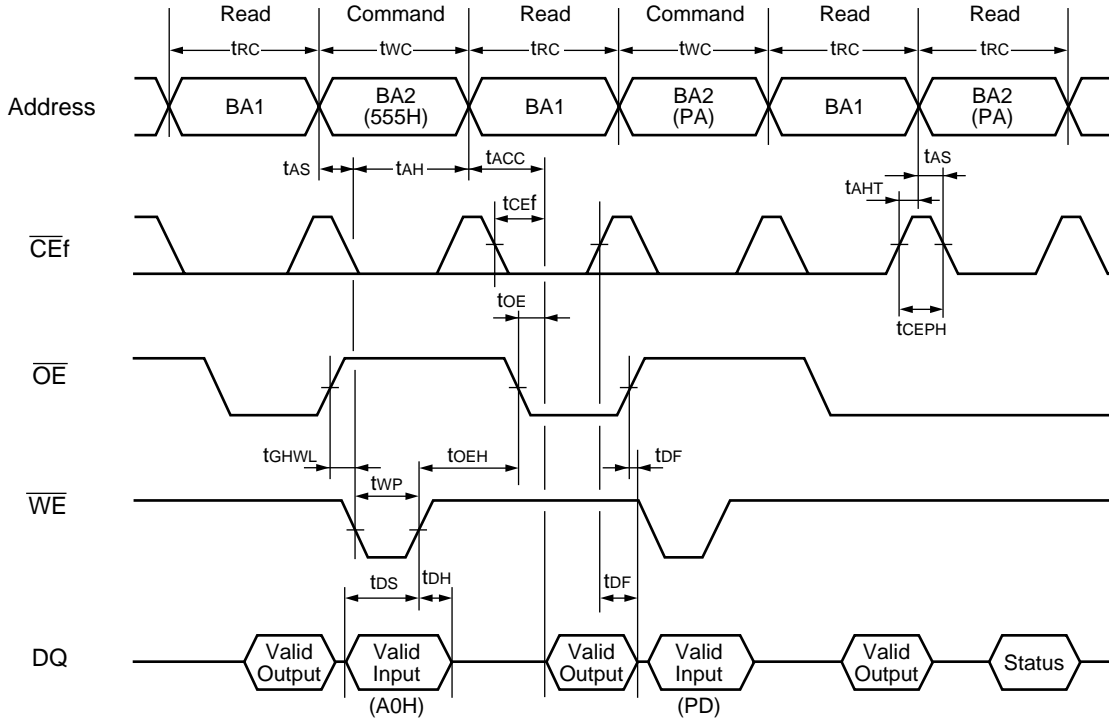 Read Command Read Command Read Read
tRC tWC tRC tWC tRC tRC
Address BA1 BA2 (555H) BA1 BA2 (PA) BA1 BA2 (PA)
tAS tAH tACC tAS
tAHT
tCEf
CEf
tOE tCEPH
OE
tGHWL tOEH tDF
tWP
WE
tDS tDH tDF
DQ Valid Output Valid Input Valid Output Valid Input Valid Output Status
(A0H) (PD)